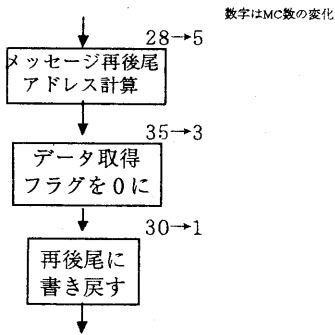 数字はMC数の変化
28→5
メッセージ再後尾
アドレス計算
35→3
データ取得
フラグを0に
30→1
再後尾に
書き戻す